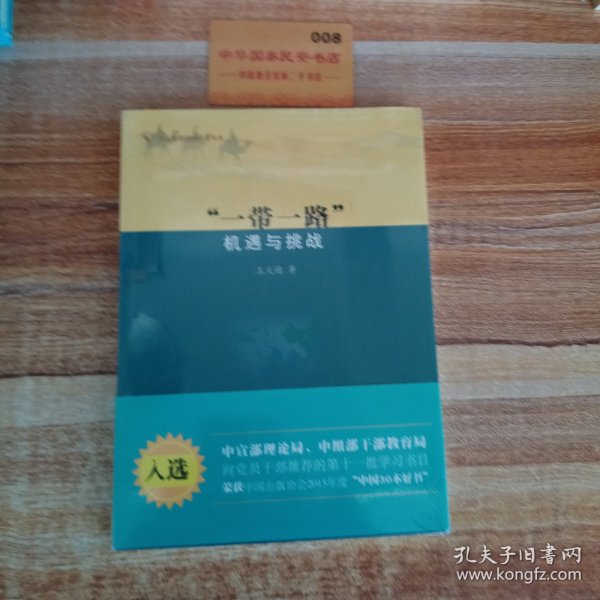 008
中华国泰民安书店
“一带一路”
机遇与挑战
王义桅 著
入选
中宣部理论局、中组部干部教育局
向党员干部推荐的第十一批学习书目
荣获中国出版协会2015年度“中国30本好书”
孔夫子旧书网
www.kongfz.com